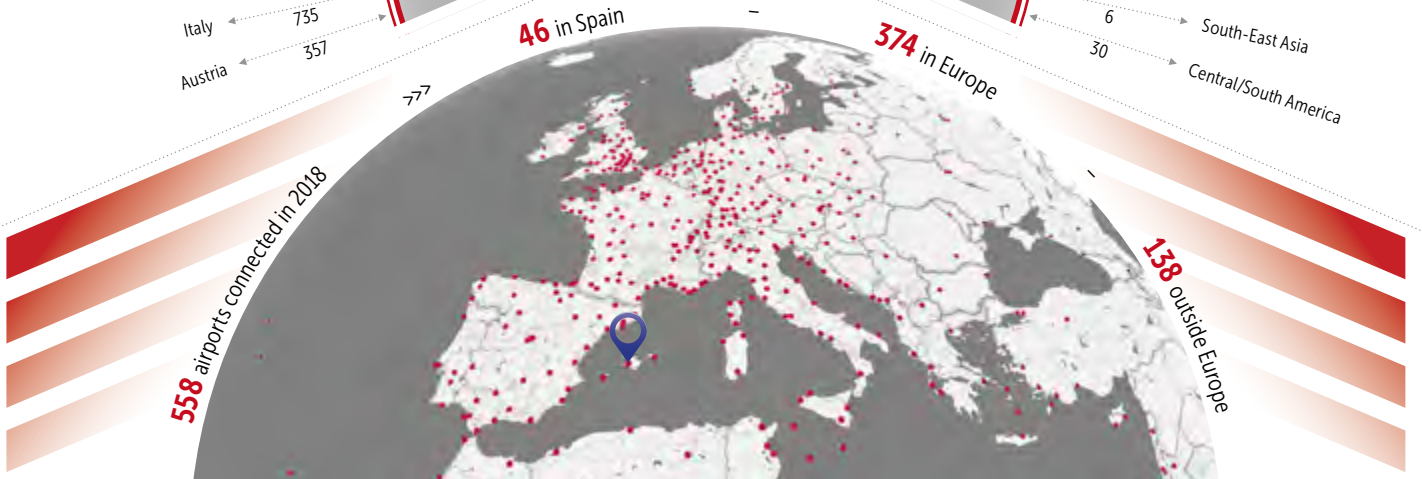 Italy 735
Austria 357
>>>
558 airports connected in 2018
46 in Spain
–
374 in Europe
–
138 outside Europe
6 South-East Asia
30 Central/South America